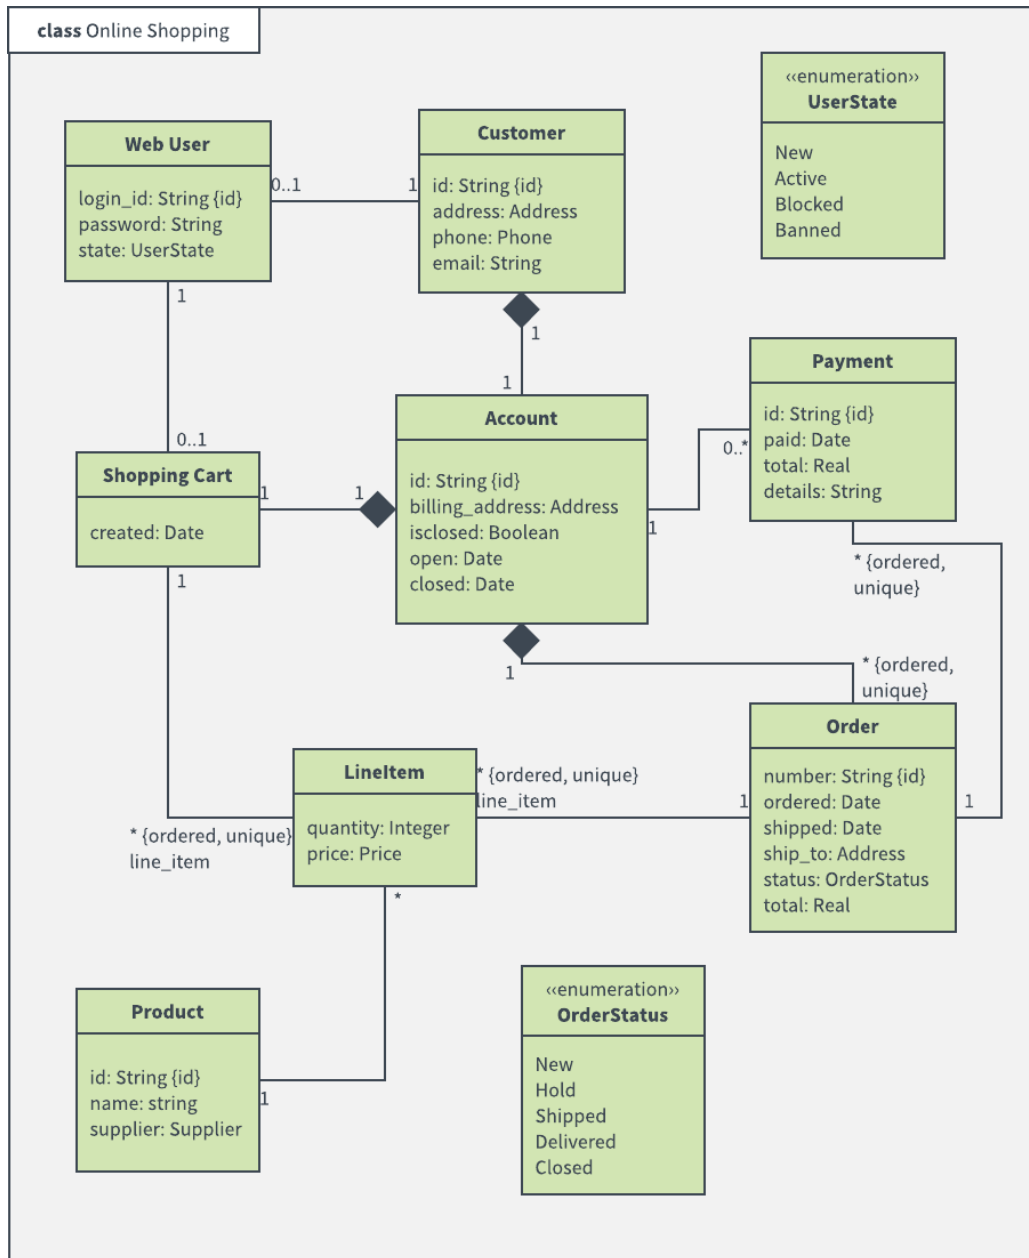 class Online Shopping
‹‹enumeration››
UserState
New
Active
Blocked
Banned
Web User
login_id: String {id}
password: String
state: UserState
0..1
1
Customer
id: String {id}
address: Address
phone: Phone
email: String
1
0..1
1
1
Payment
id: String {id}
paid: Date
total: Real
details: String
0..*
1
Account
id: String {id}
billing_address: Address
isclosed: Boolean
open: Date
closed: Date
Shopping Cart
created: Date
1
1
1
* {ordered,
unique}
1
* {ordered,
unique}
LineItem
quantity: Integer
price: Price
* {ordered, unique}
line_item
1
* {ordered, unique}
line_item
*
Order
number: String {id}
ordered: Date
shipped: Date
ship_to: Address
status: OrderStatus
total: Real
1
Product
id: String {id}
name: string
supplier: Supplier
1
‹‹enumeration››
OrderStatus
New
Hold
Shipped
Delivered
Closed